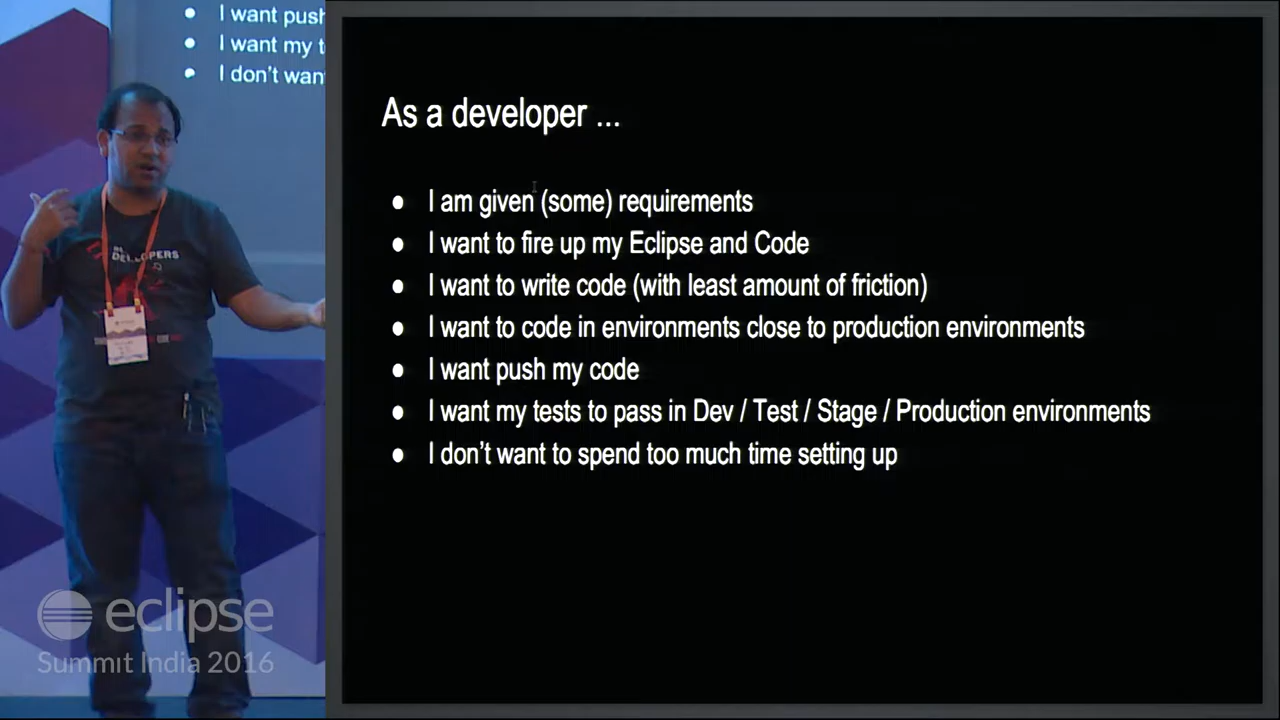 ● I want push
● I want my t
● I don't want
DEVELOPERS
eclipse
Summit India 2016
As a developer ...
● I am given (some) requirements
● I want to fire up my Eclipse and Code
● I want to write code (with least amount of friction)
● I want to code in environments close to production environments
● I want push my code
● I want my tests to pass in Dev / Test / Stage / Production environments
● I don't want to spend too much time setting up